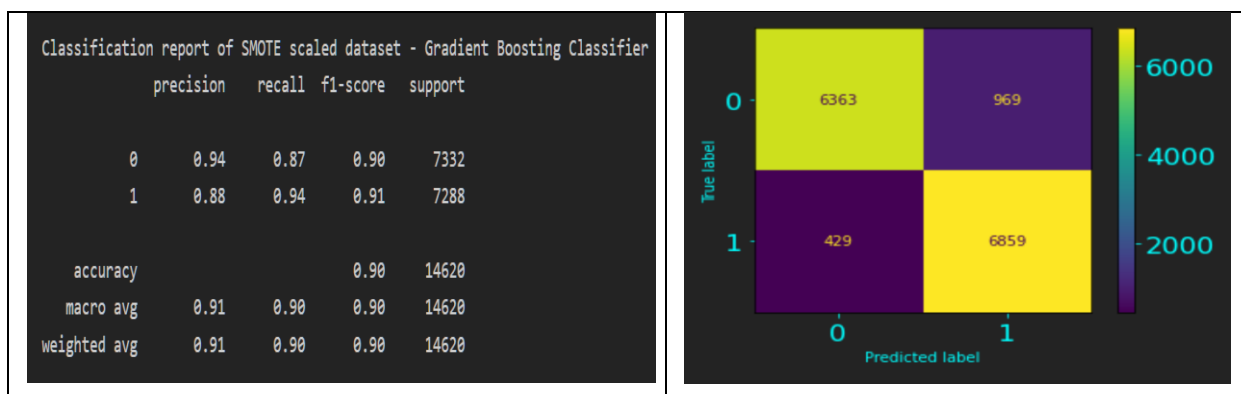 Classification report of SMOTE scaled dataset - Gradient Boosting Classifier
precision recall f1-score support
0 0.94 0.87 0.90 7332
1 0.88 0.94 0.91 7288
accuracy 0.90 14620
macro avg 0.91 0.90 0.90 14620
weighted avg 0.91 0.90 0.90 14620
True label
0
1
6363 969
429 6859
0 1
Predicted label
6000
4000
2000